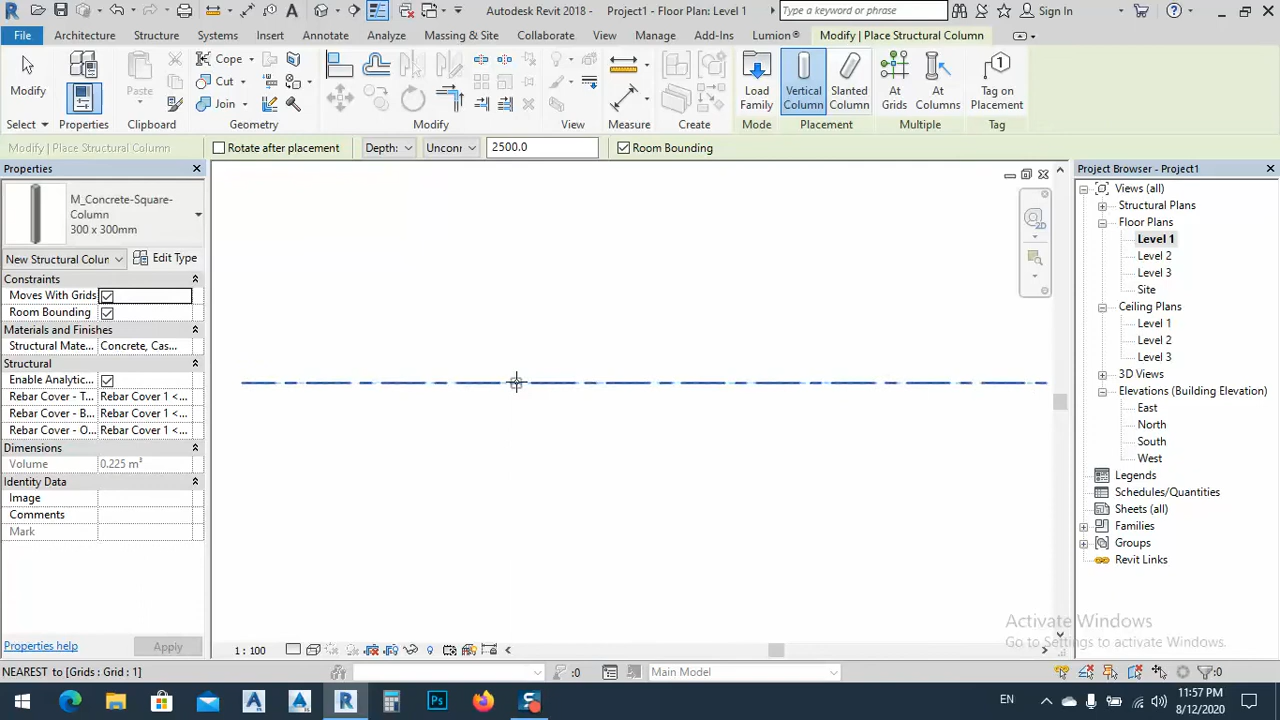 Autodesk Revit 2018 - Project1 - Floor Plan: Level 1
Type a keyword or phrase
Sign In
File Architecture Structure Systems Insert Annotate Analyze Massing & Site Collaborate View Manage Add-Ins Lumion® Modify | Place Structural Column
Modify
Paste
Cope
Cut
Join
Load Family
Vertical Column
Slanted Column
At Grids
At Columns
Tag on Placement
Select Properties Clipboard Geometry Modify View Measure Create Mode Placement Multiple Tag
Modify | Place Structural Column Rotate after placement Depth: Unconr 2500.0 Room Bounding
Properties
M_Concrete-Square-Column
300 x 300mm
New Structural Colur Edit Type
Constraints
Moves With Grids
Room Bounding
Materials and Finishes
Structural Mate... Concrete, Cas...
Structural
Enable Analytic...
Rebar Cover - T... Rebar Cover 1 <...
Rebar Cover - B... Rebar Cover 1 <...
Rebar Cover - O... Rebar Cover 1 <...
Dimensions
Volume 0.225 m³
Identity Data
Image
Comments
Mark
Properties help Apply
2D
Project Browser - Project1
Views (all)
Structural Plans
Floor Plans
Level 1
Level 2
Level 3
Site
Ceiling Plans
Level 1
Level 2
Level 3
3D Views
Elevations (Building Elevation)
East
North
South
West
Legends
Schedules/Quantities
Sheets (all)
Families
Groups
Revit Links
Activate Windows
Go to Settings to activate Windows.
1 : 100
NEAREST to [Grids : Grid : 1]
:0
Main Model
:0
EN
11:57 PM
8/12/2020